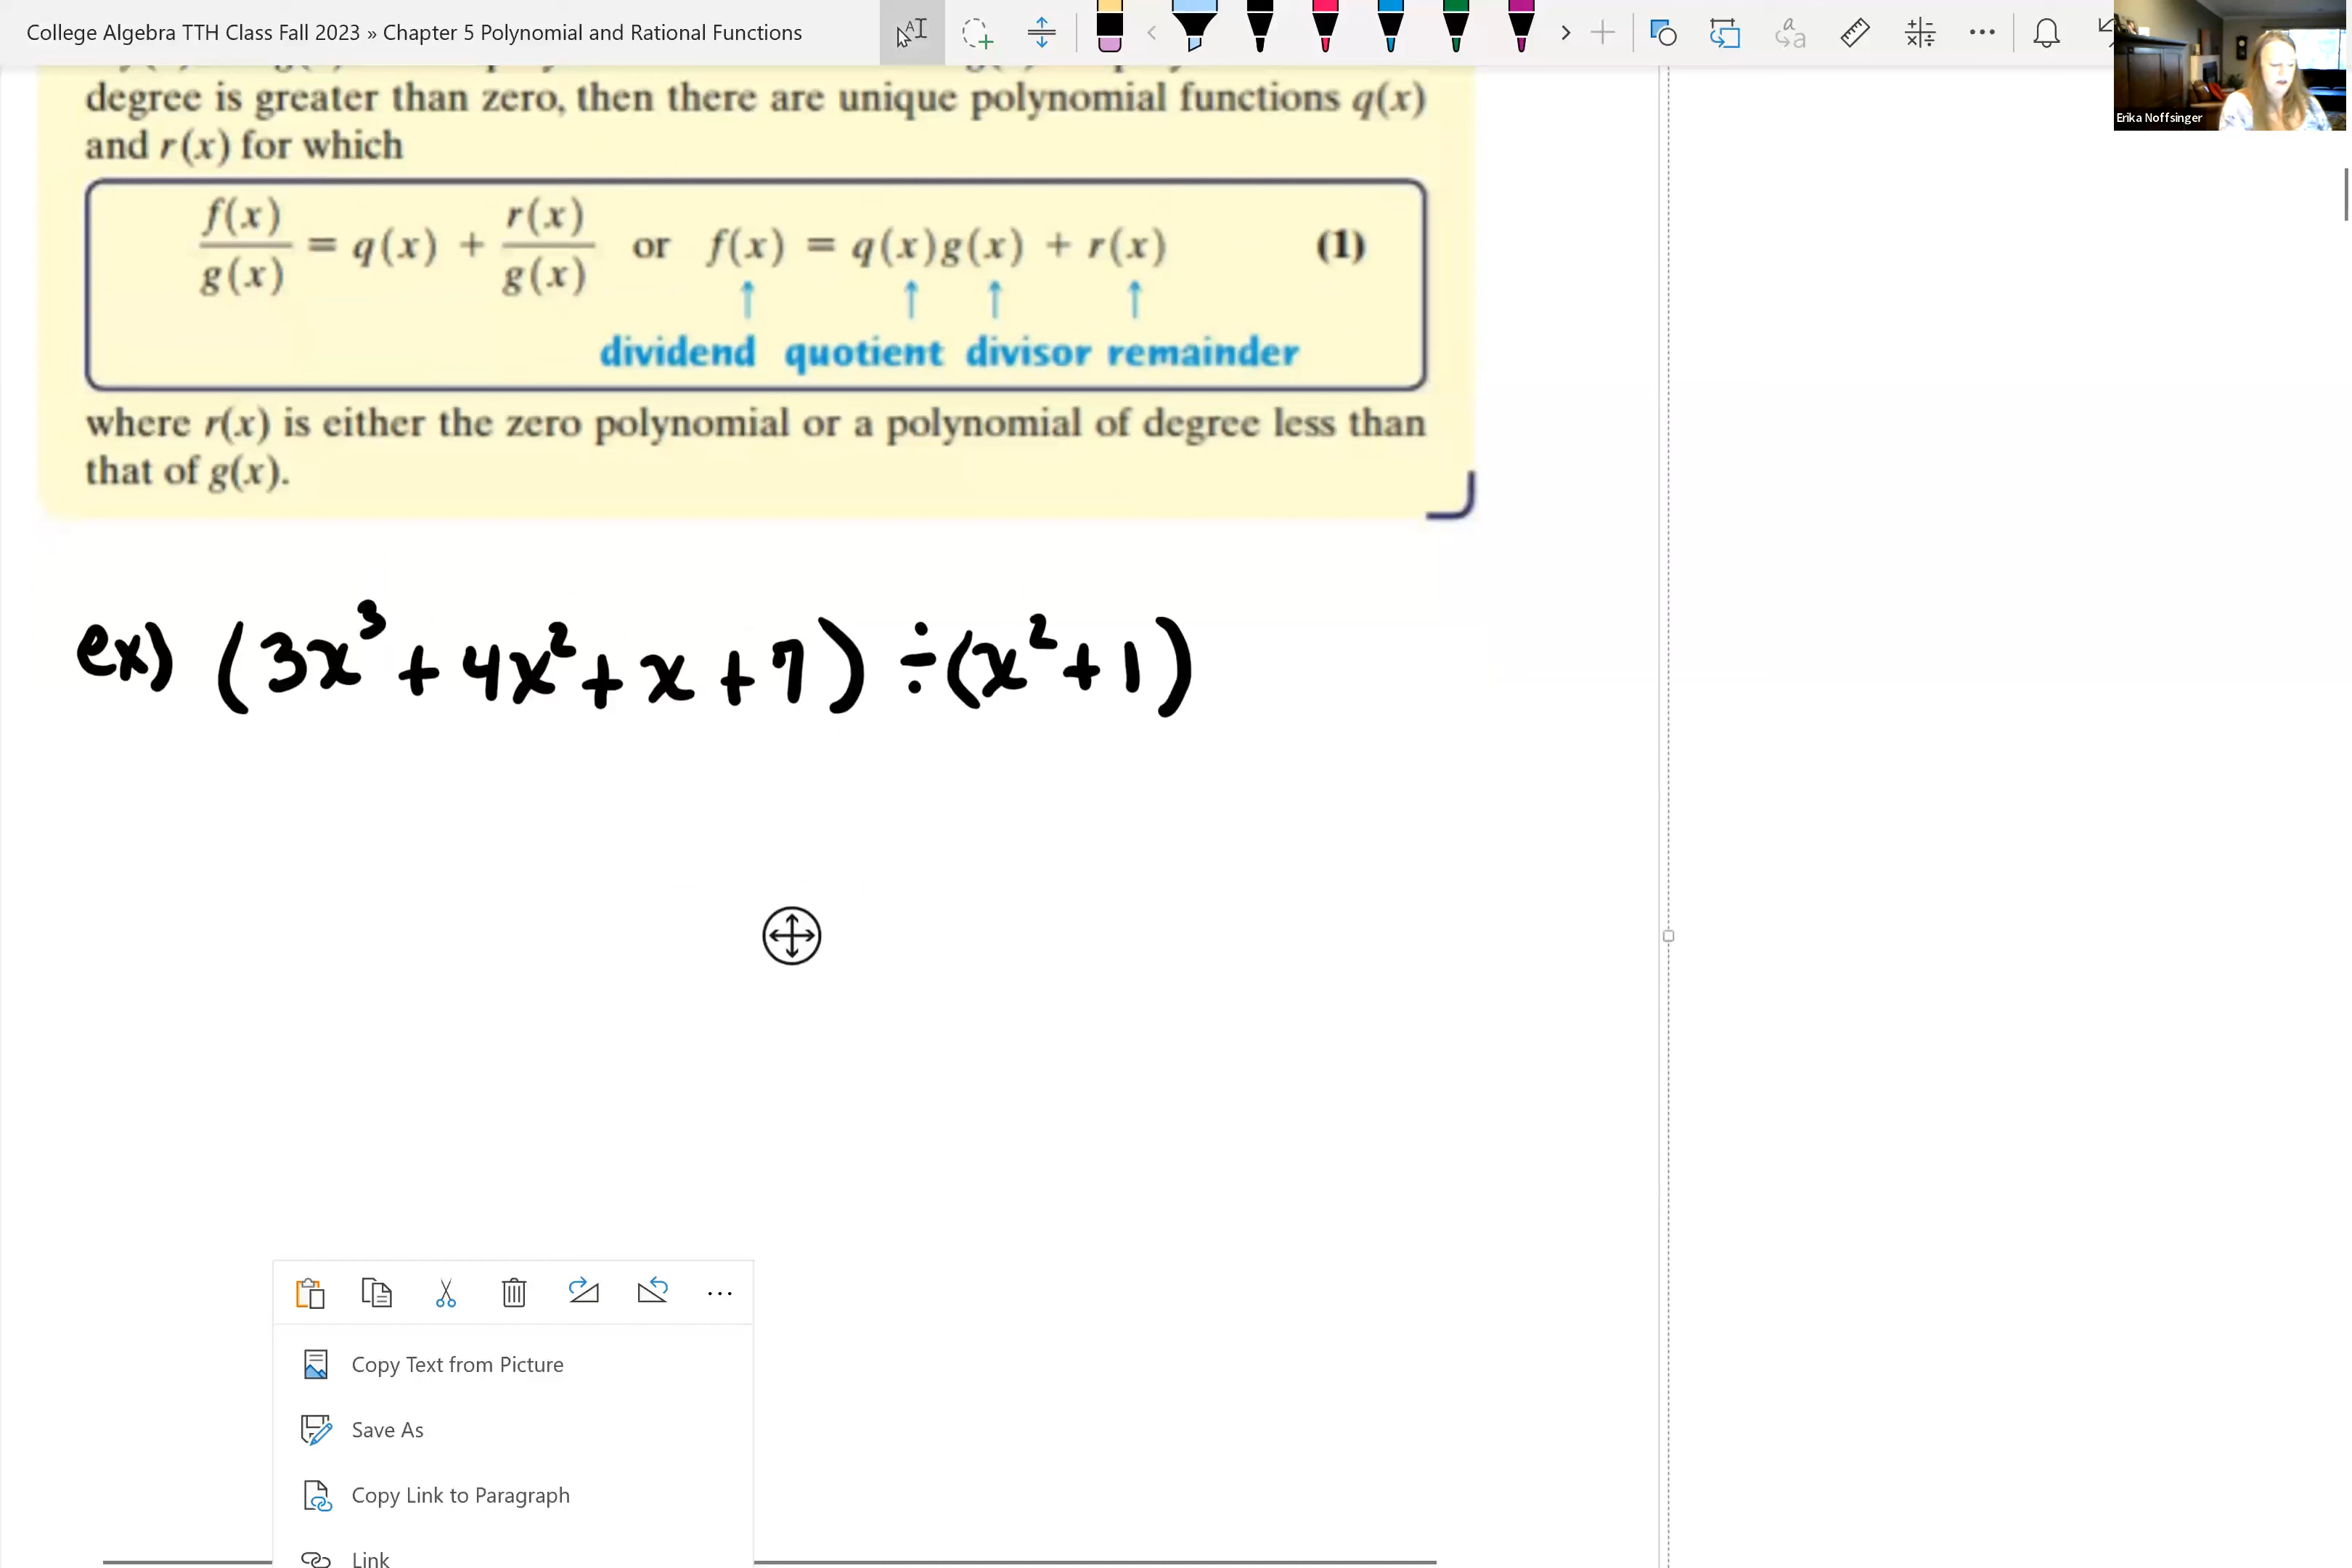 College Algebra TTH Class Fall 2023 » Chapter 5 Polynomial and Rational Functions
Erika Noffsinger
degree is greater than zero, then there are unique polynomial functions q(x)
and r(x) for which
f(x)/g(x) = q(x) + r(x)/g(x) or f(x) = q(x)g(x) + r(x) (1)
↑ ↑ ↑ ↑
dividend quotient divisor remainder
where r(x) is either the zero polynomial or a polynomial of degree less than
that of g(x).
ex) (3x³ + 4x² + x + 7) ÷ (x² + 1)
Copy Text from Picture
Save As
Copy Link to Paragraph
Link